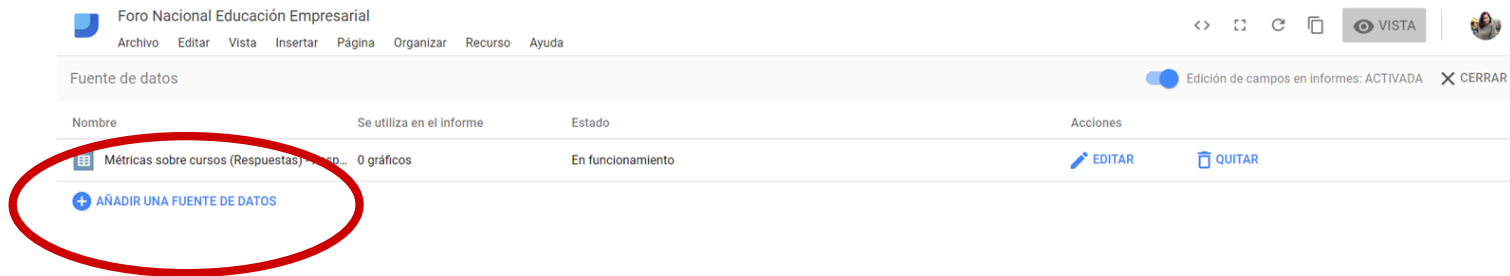 Foro Nacional Educación Empresarial
Archivo Editar Vista Insertar Página Organizar Recurso Ayuda
VISTA
Fuente de datos
Edición de campos en informes: ACTIVADA
CERRAR
Nombre Se utiliza en el informe Estado Acciones
Métricas sobre cursos (Respuestas) - 0 gráficos En funcionamiento EDITAR QUITAR
AÑADIR UNA FUENTE DE DATOS